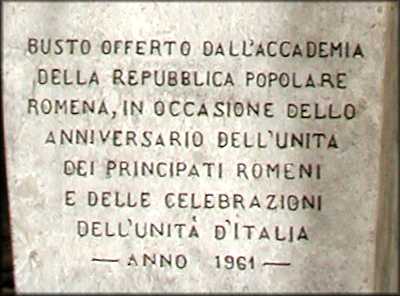 BUSTO OFFERTO DALL'ACCADEMIA
DELLA REPUBBLICA POPOLARE
ROMENA, IN OCCASIONE DELLO
ANNIVERSARIO DELL'UNITA
DEI PRINCIPATI ROMENI
E DELLE CELEBRAZIONI
DELL'UNITÀ D'ITALIA
— ANNO 1961 —